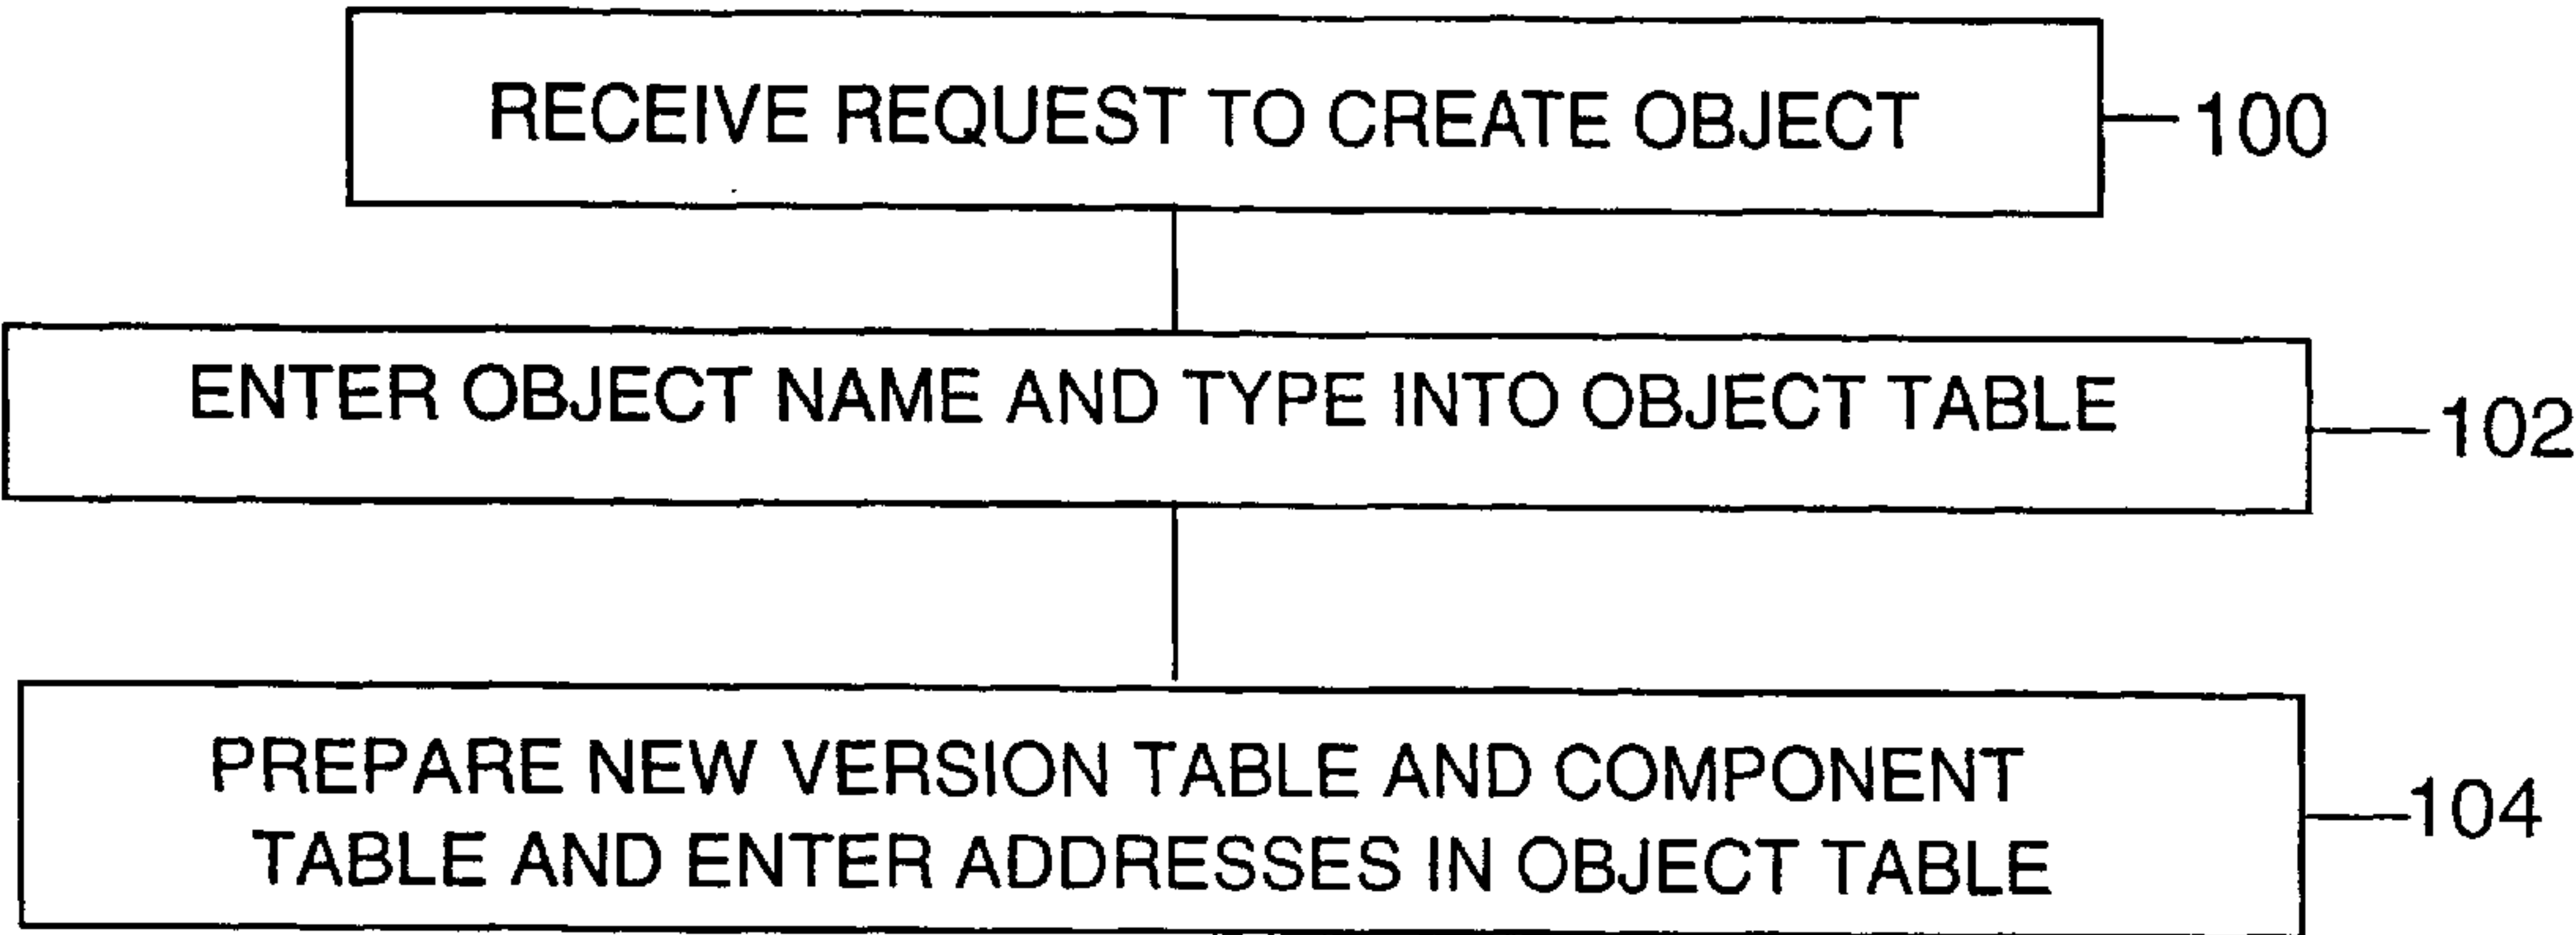 RECEIVE REQUEST TO CREATE OBJECT
100
ENTER OBJECT NAME AND TYPE INTO OBJECT TABLE
102
PREPARE NEW VERSION TABLE AND COMPONENT
TABLE AND ENTER ADDRESSES IN OBJECT TABLE
104